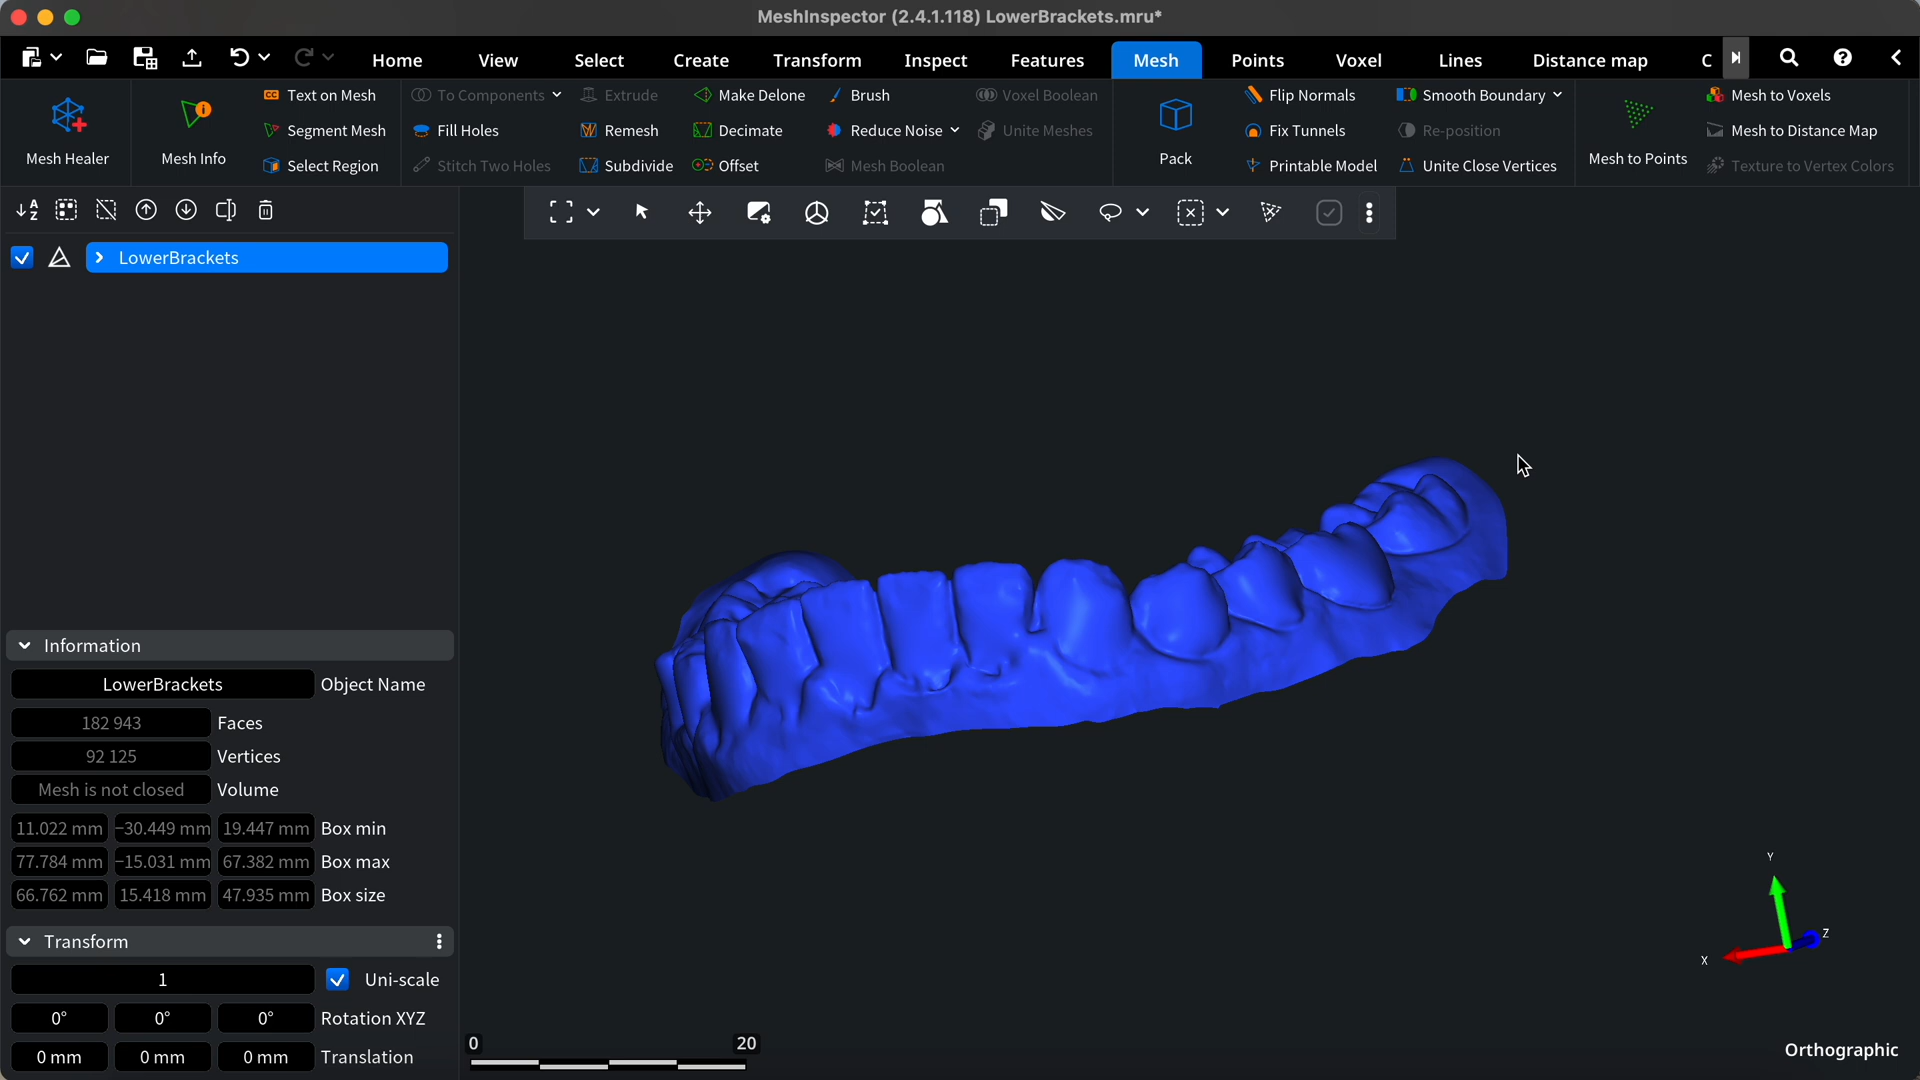 MeshInspector (2.4.1.118) LowerBrackets.mru*
Home View Select Create Transform Inspect Features Mesh Points Voxel Lines Distance map C
Text on Mesh To Components Extrude Make Delone Brush Voxel Boolean Flip Normals Smooth Boundary Mesh to Voxels
Segment Mesh Fill Holes Remesh Decimate Reduce Noise Unite Meshes Fix Tunnels Re-position Mesh to Distance Map
Mesh Healer Mesh Info Select Region Stitch Two Holes Subdivide Offset Mesh Boolean Pack Printable Model Unite Close Vertices Mesh to Points Texture to Vertex Colors
LowerBrackets
Information
LowerBrackets Object Name
182 943 Faces
92 125 Vertices
Mesh is not closed Volume
11.022 mm −30.449 mm 19.447 mm Box min
77.784 mm −15.031 mm 67.382 mm Box max
66.762 mm 15.418 mm 47.935 mm Box size
Transform
1 Uni-scale
0° 0° 0° Rotation XYZ
0 mm 0 mm 0 mm Translation
0 20
Y
Z
X
Orthographic